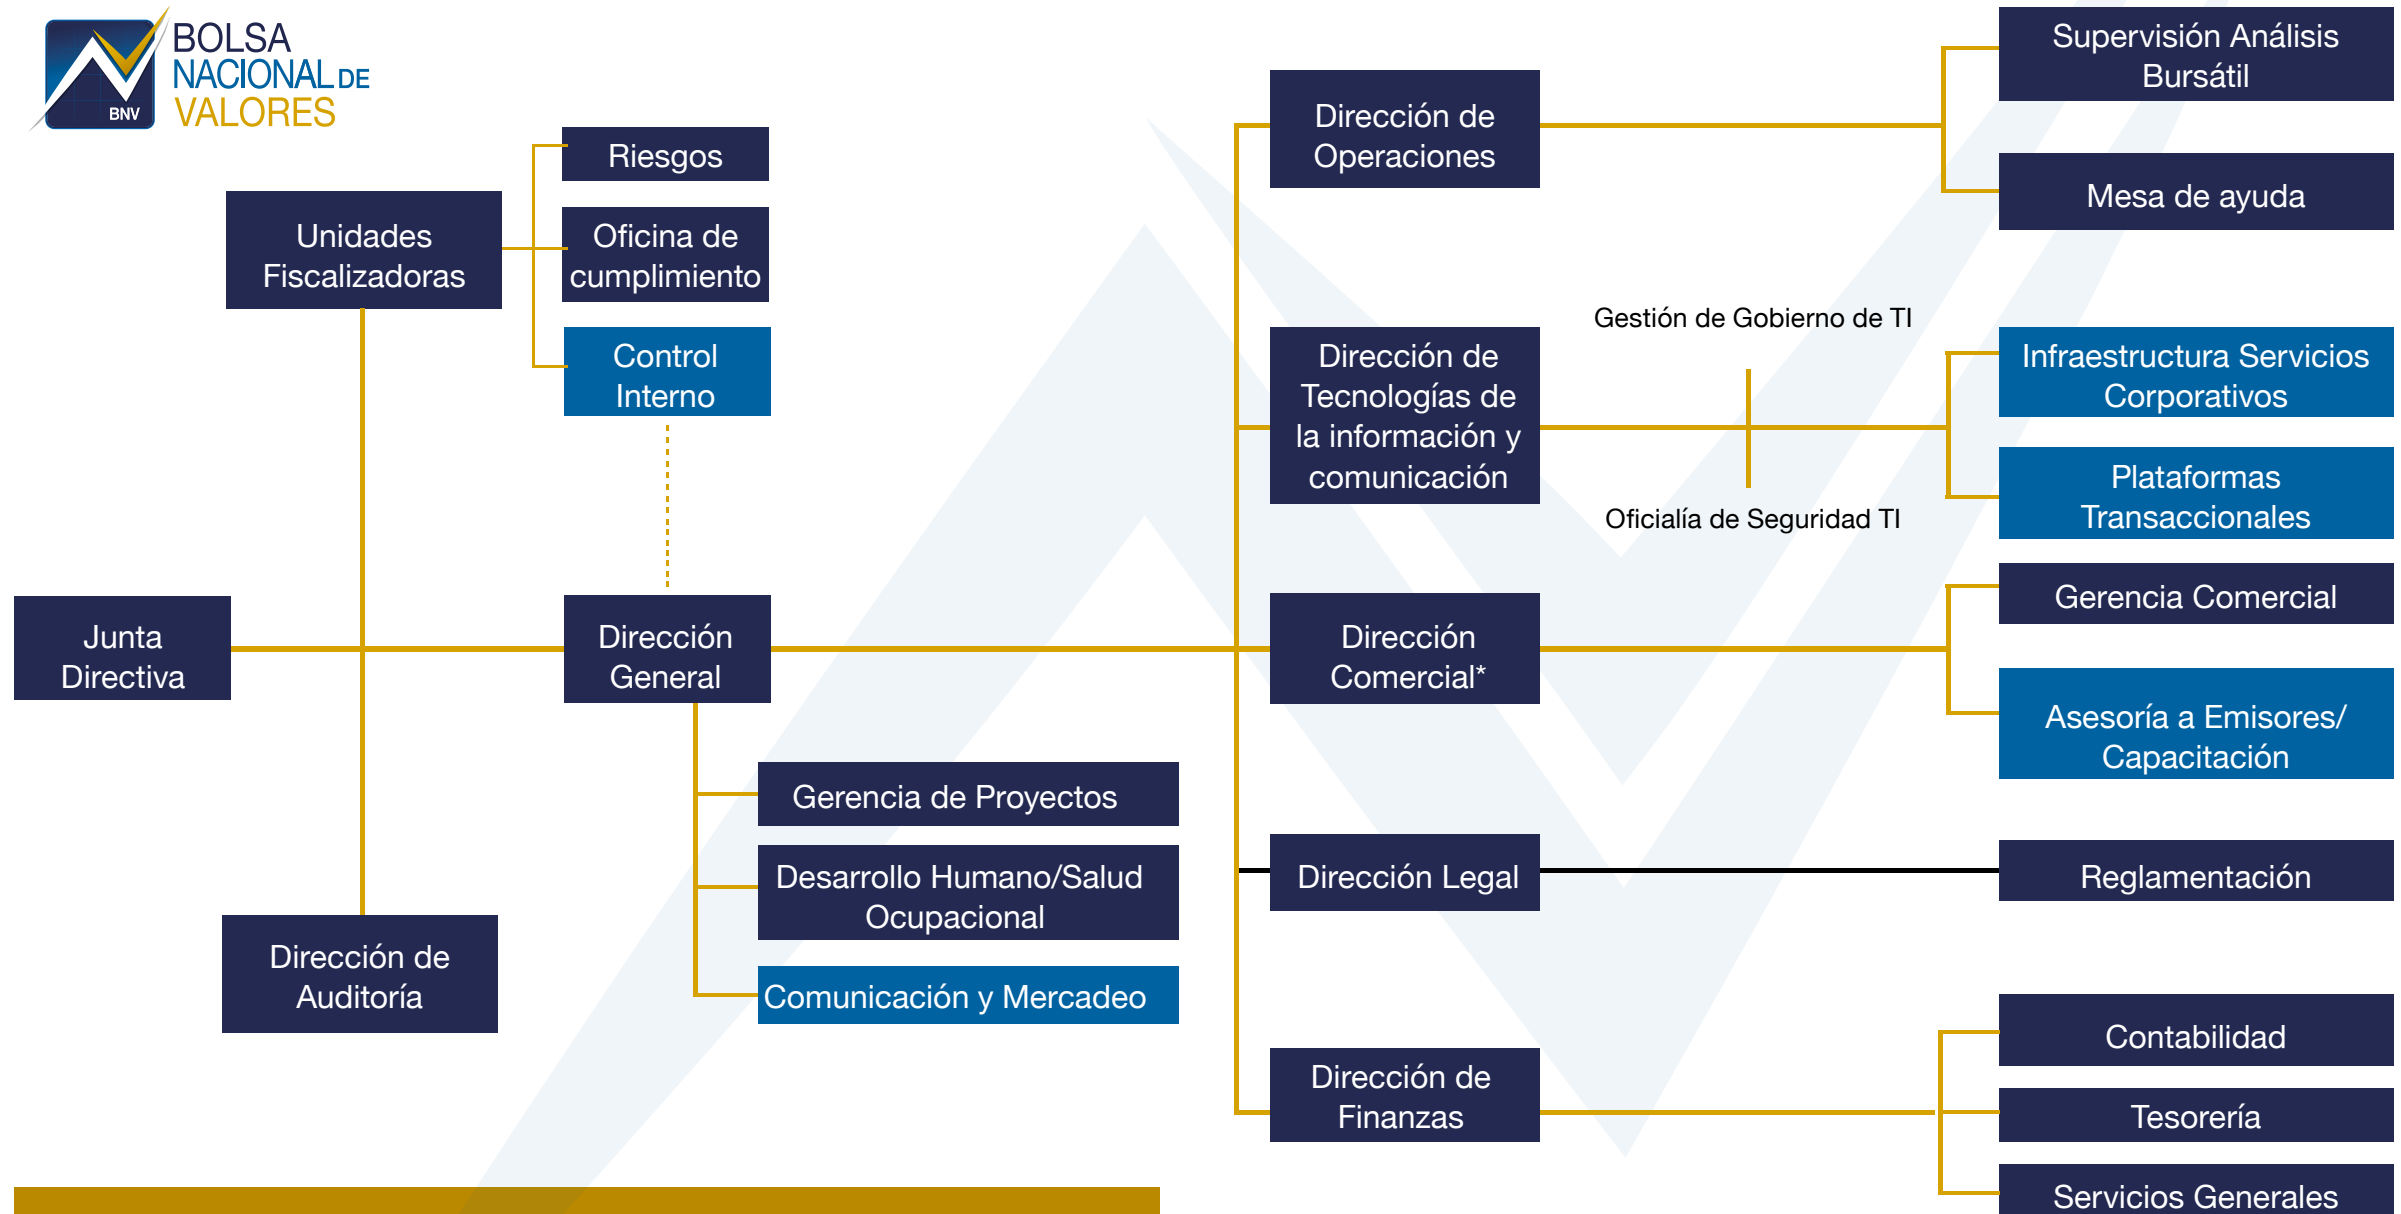 BOLSA
NACIONAL DE
VALORES
BNV
Riesgos
Unidades
Fiscalizadoras
Oficina de
cumplimiento
Control
Interno
Junta
Directiva
Dirección
General
Gerencia de Proyectos
Desarrollo Humano/Salud
Ocupacional
Comunicación y Mercadeo
Dirección de
Auditoría
Dirección de
Operaciones
Supervisión Análisis
Bursátil
Mesa de ayuda
Dirección de
Tecnologías de
la información y
comunicación
Gestión de Gobierno de TI
Oficialía de Seguridad TI
Infraestructura Servicios
Corporativos
Plataformas
Transaccionales
Dirección
Comercial*
Gerencia Comercial
Asesoría a Emisores/
Capacitación
Dirección Legal
Reglamentación
Dirección de
Finanzas
Contabilidad
Tesorería
Servicios Generales